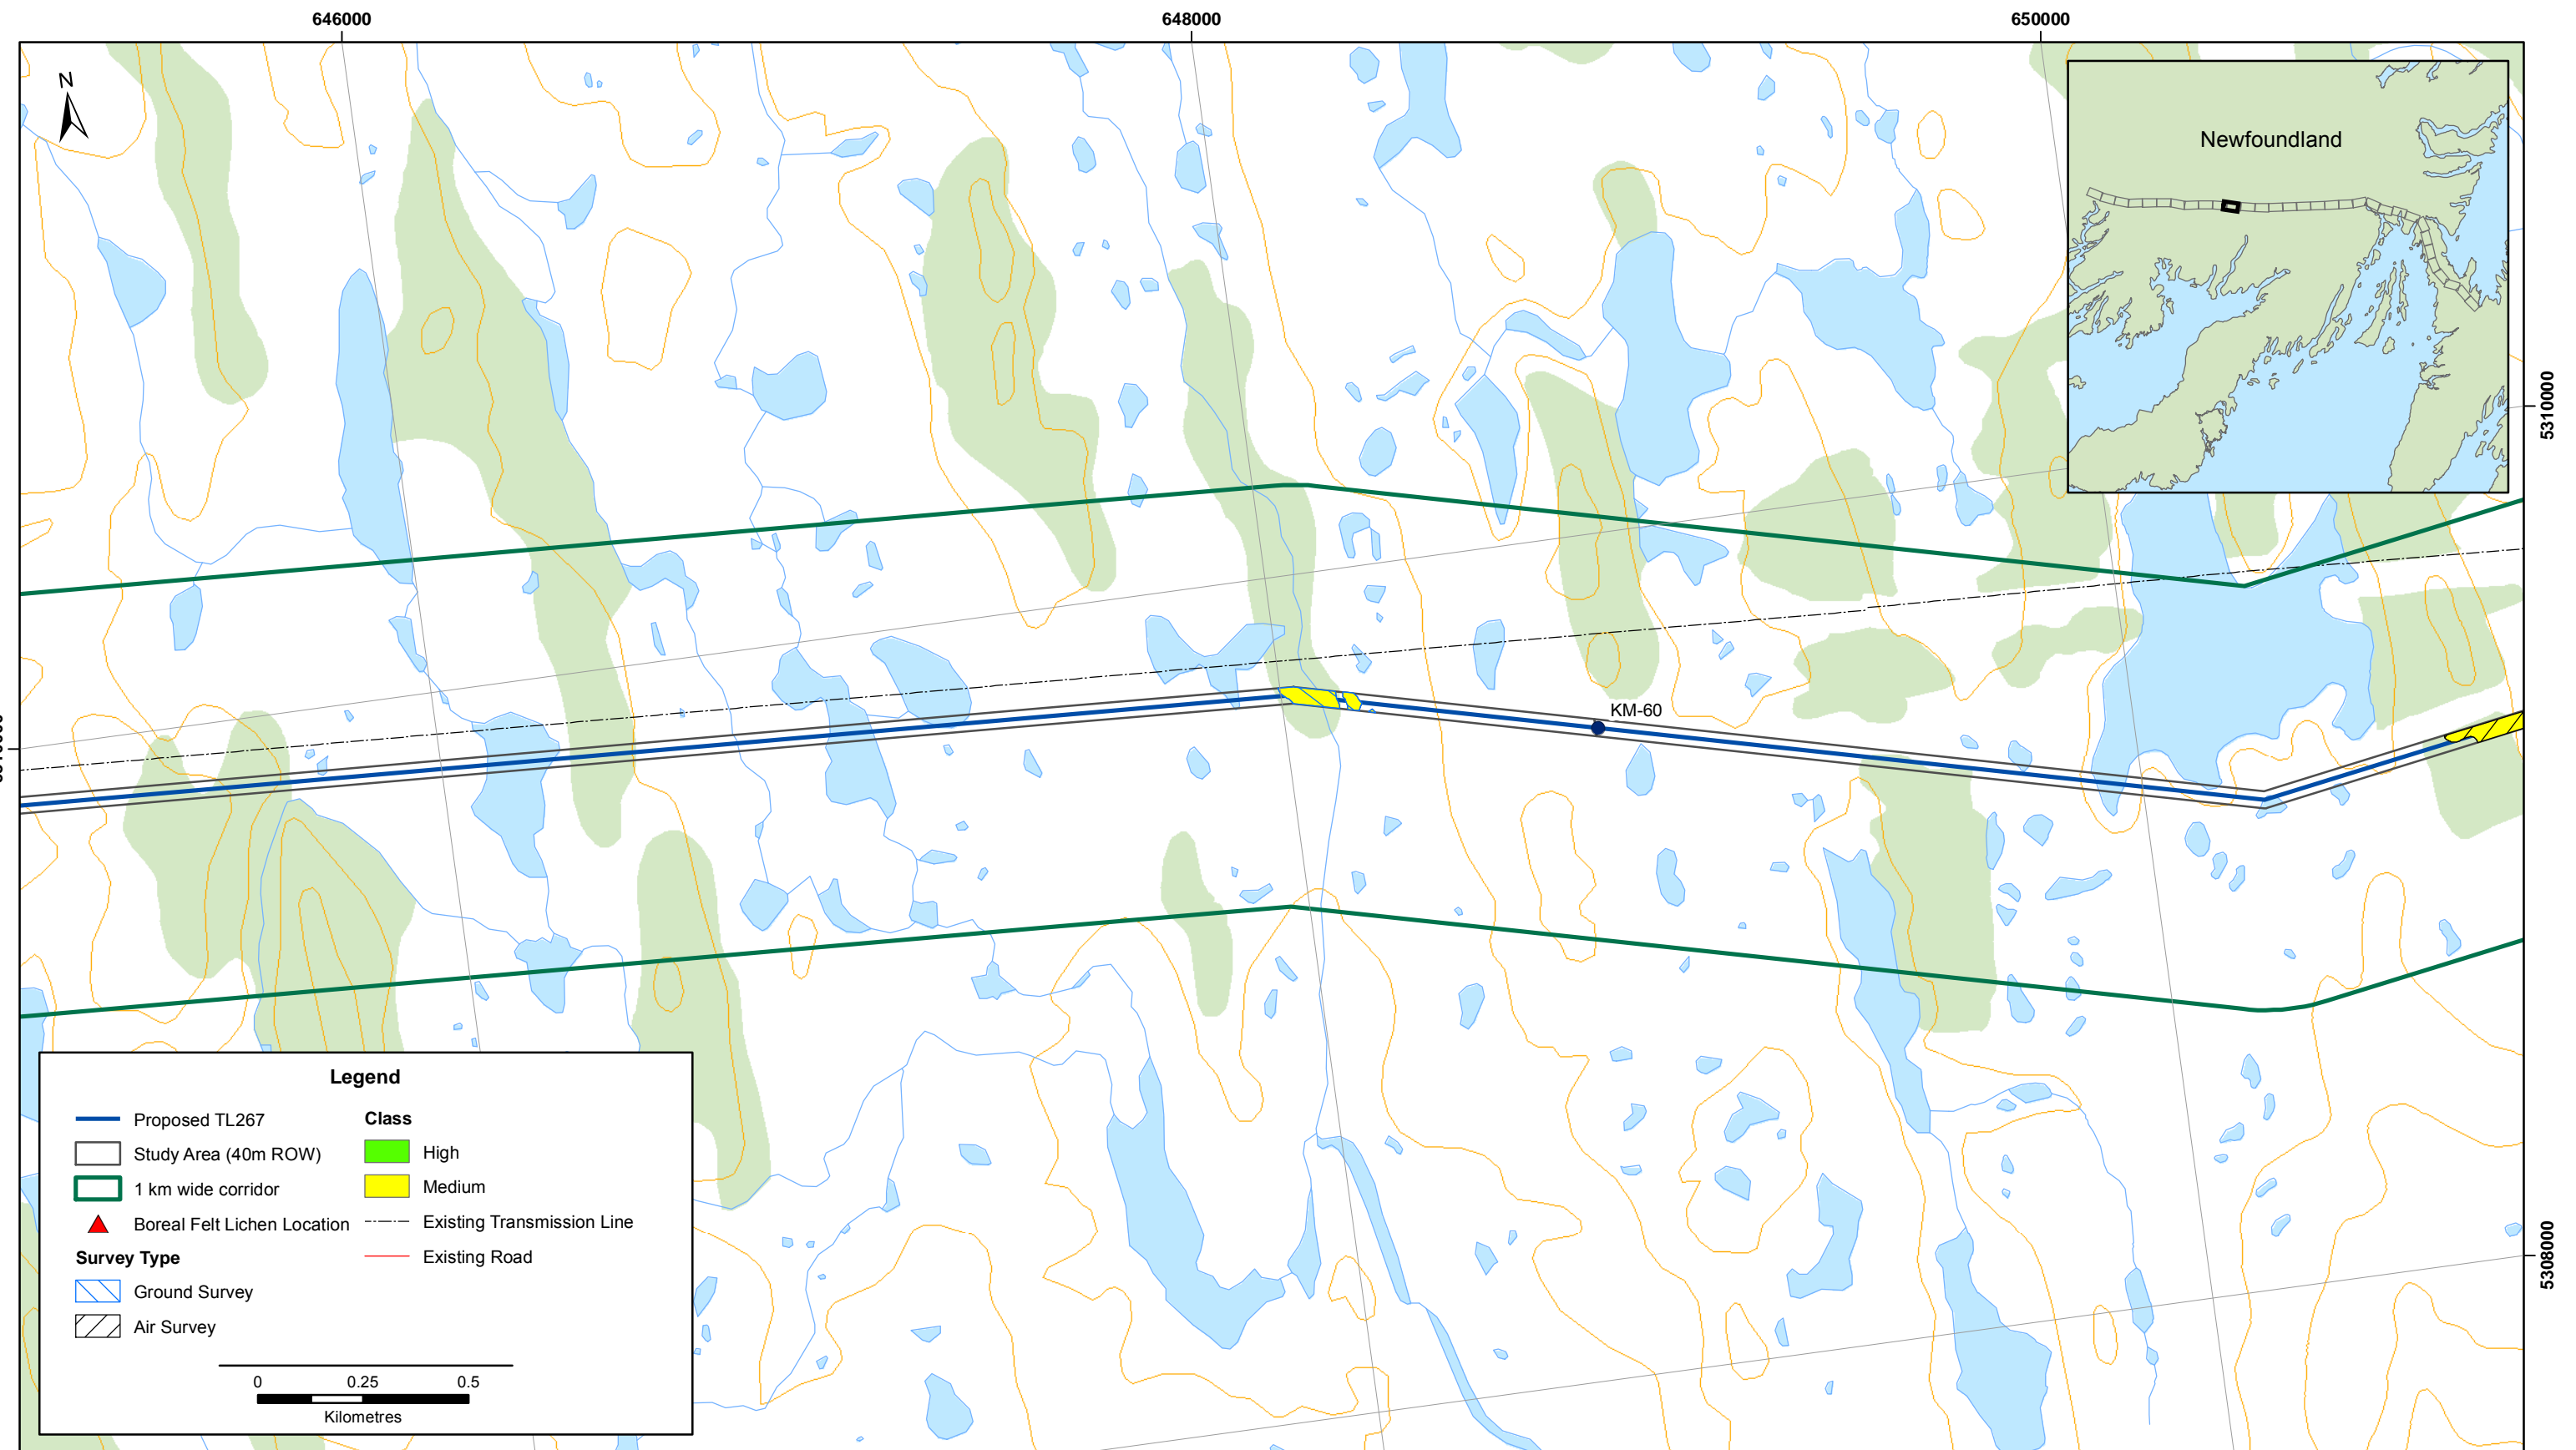 646000 648000 650000
N
Newfoundland
5310000
KM-60
Legend
Proposed TL267
Study Area (40m ROW)
1 km wide corridor
Boreal Felt Lichen Location
Survey Type
Ground Survey
Air Survey
Class
High
Medium
Existing Transmission Line
Existing Road
0 0.25 0.5
Kilometres
5308000